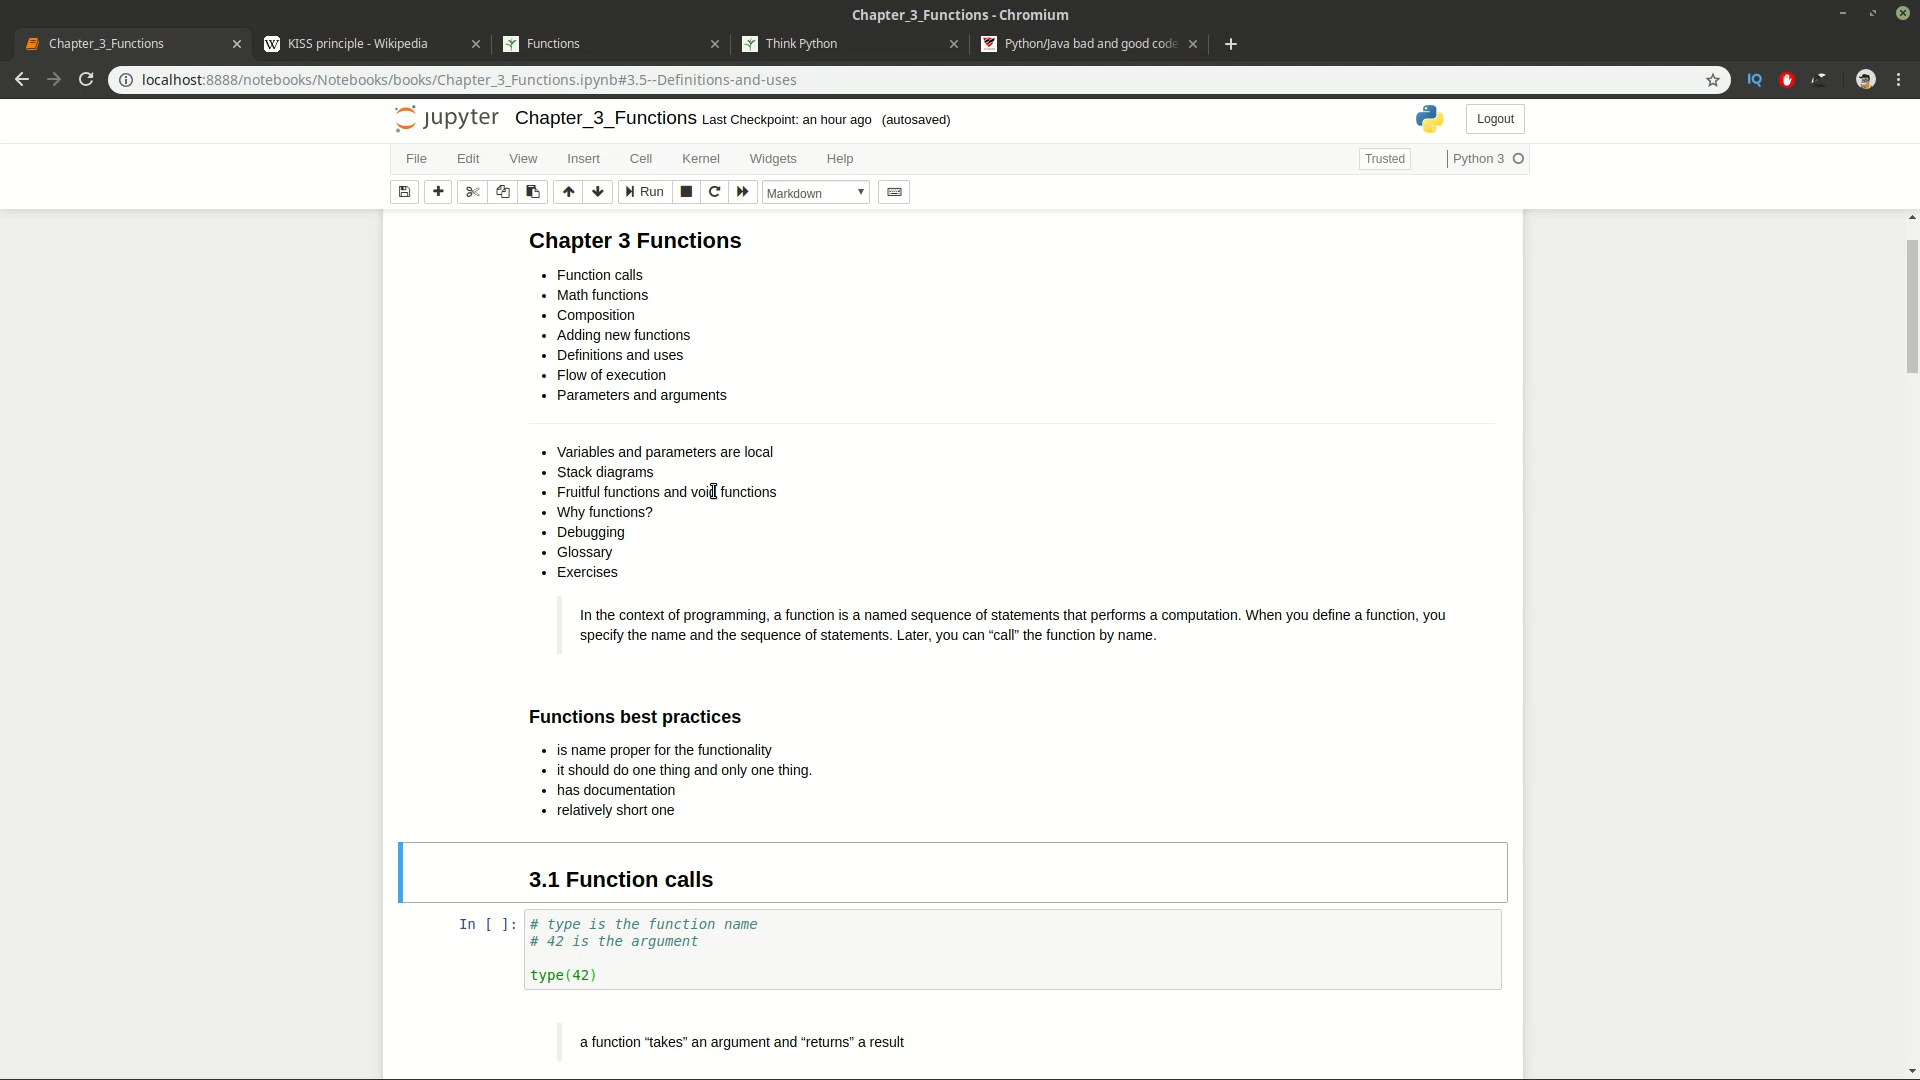 Chapter_3_Functions - Chromium
Chapter_3_Functions
KISS principle - Wikipedia
Functions
Think Python
Python/Java bad and good code
localhost:8888/notebooks/Notebooks/books/Chapter_3_Functions.ipynb#3.5--Definitions-and-uses
IQ
jupyter Chapter_3_Functions Last Checkpoint: an hour ago (autosaved)
Logout
File Edit View Insert Cell Kernel Widgets Help
Trusted
Python 3
Run
Markdown
Chapter 3 Functions
• Function calls
• Math functions
• Composition
• Adding new functions
• Definitions and uses
• Flow of execution
• Parameters and arguments
• Variables and parameters are local
• Stack diagrams
• Fruitful functions and void functions
• Why functions?
• Debugging
• Glossary
• Exercises
In the context of programming, a function is a named sequence of statements that performs a computation. When you define a function, you
specify the name and the sequence of statements. Later, you can “call” the function by name.
Functions best practices
• is name proper for the functionality
• it should do one thing and only one thing.
• has documentation
• relatively short one
3.1 Function calls
In [ ]:
# type is the function name
# 42 is the argument
type(42)
a function “takes” an argument and “returns” a result